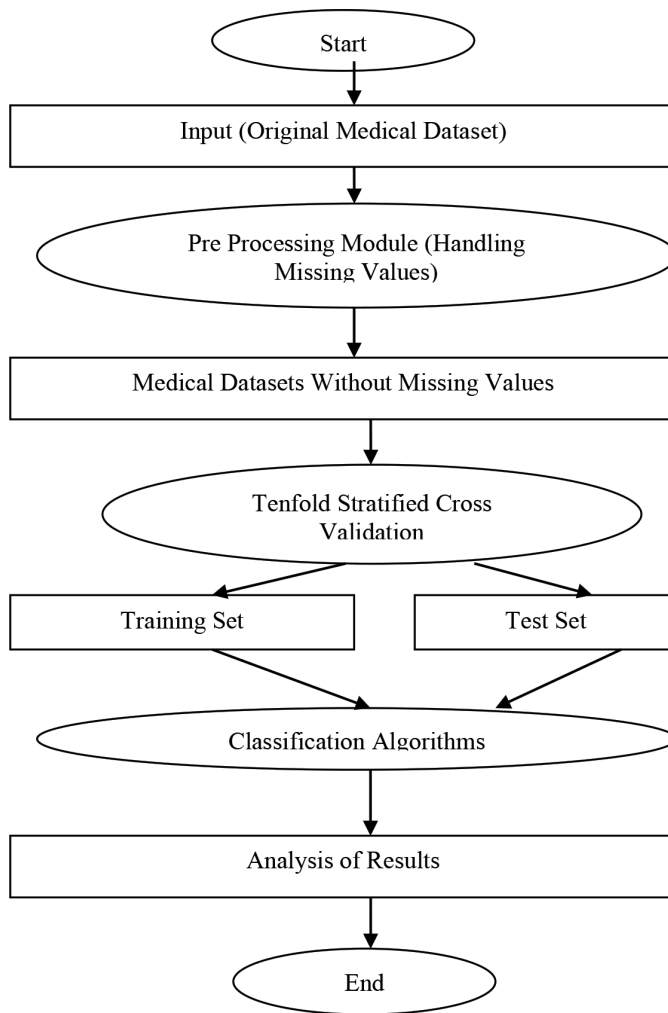 Start
Input (Original Medical Dataset)
Pre Processing Module (Handling
Missing Values)
Medical Datasets Without Missing Values
Tenfold Stratified Cross
Validation
Training Set
Test Set
Classification Algorithms
Analysis of Results
End